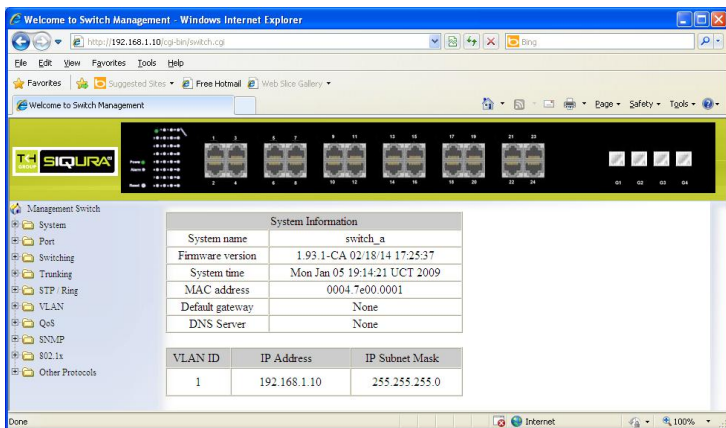 Welcome to Switch Management - Windows Internet Explorer
http://192.168.1.10/cgi-bin/switch.cgi
Bing
File Edit View Favorites Tools Help
Favorites Suggested Sites Free Hotmail Web Slice Gallery
Welcome to Switch Management
Page Safety Tools
1 3 5 7 9 11 13 15 17 19 21 23
TKH GROUP SIQURA
Power
Alarm
Reset
2 4 6 8 10 12 14 16 18 20 22 24
G1 G2 G3 G4
Management Switch
System
Port
Switching
Trunking
STP / Ring
VLAN
QoS
SNMP
802.1x
Other Protocols
System Information
System name switch_a
Firmware version 1.93.1-CA 02/18/14 17:25:37
System time Mon Jan 05 19:14:21 UCT 2009
MAC address 0004.7e00.0001
Default gateway None
DNS Server None
VLAN ID IP Address IP Subnet Mask
1 192.168.1.10 255.255.255.0
Done Internet 100%